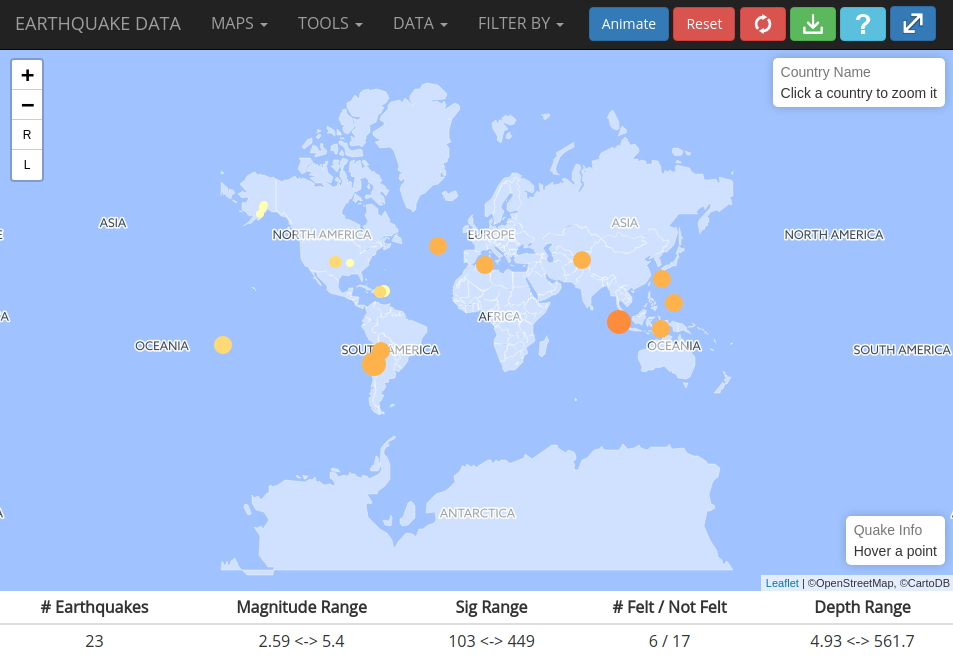 EARTHQUAKE DATA MAPS TOOLS DATA FILTER BY Animate Reset ?
+
−
R
L
Country Name
Click a country to zoom it
ASIA
ASIA
E
NORTH AMERICA
EUROPE
NORTH AMERICA
A
AFRICA
OCEANIA
SOUTH AMERICA
OCEANIA
SOUTH AMERICA
A
ANTARCTICA
Quake Info
Hover a point
Leaflet | ©OpenStreetMap, ©CartoDB
# Earthquakes Magnitude Range Sig Range # Felt / Not Felt Depth Range
23 2.59 <-> 5.4 103 <-> 449 6 / 17 4.93 <-> 561.7